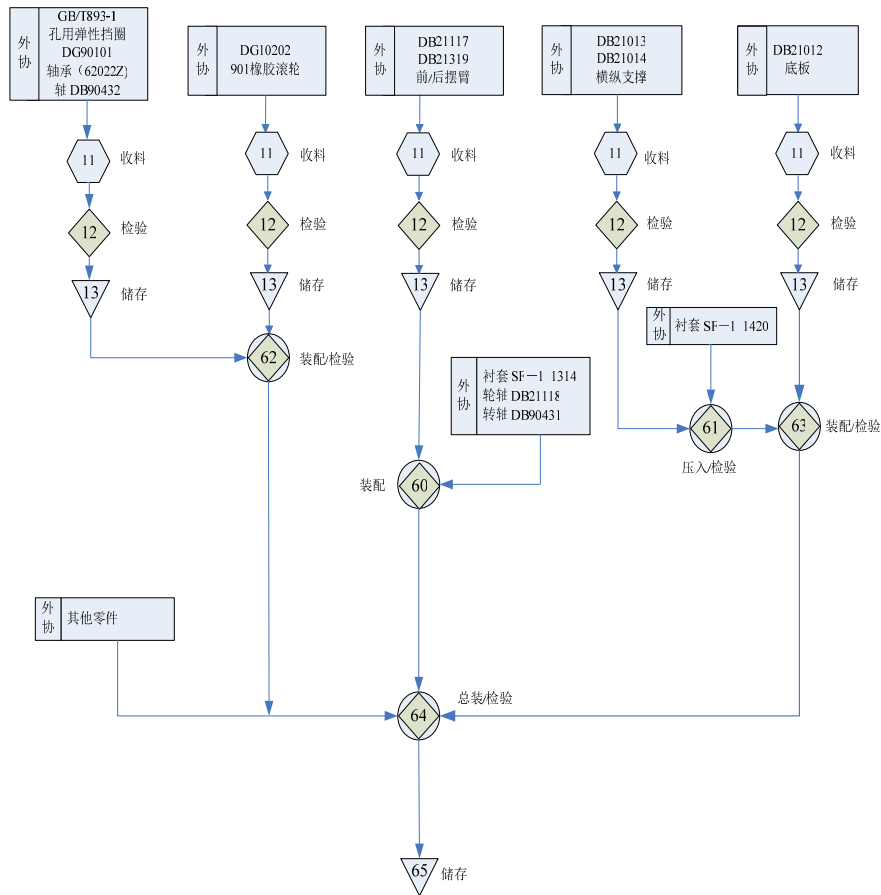 外协
GB/T893-1
孔用弹性挡圈
DG90101
轴承（62022Z)
轴 DB90432
外协
DG10202
901橡胶滚轮
外协
DB21117
DB21319
前/后摆臂
外协
DB21013
DB21014
横纵支撑
外协
DB21012
底板
11 收料
11 收料
11 收料
11 收料
11 收料
12 检验
12 检验
12 检验
12 检验
12 检验
13 储存
13 储存
13 储存
13 储存
13 储存
外协
衬套 SF－1 1420
62 装配/检验
外协
衬套 SF－1 1314
轮轴 DB21118
转轴 DB90431
61
压入/检验
63 装配/检验
装配 60
外协
其他零件
总装/检验
64
65 储存